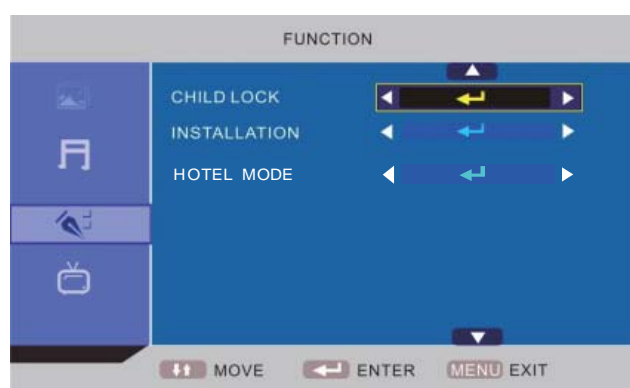 FUNCTION
CHILD LOCK
INSTALLATION
HOTEL MODE
MOVE ENTER MENU EXIT